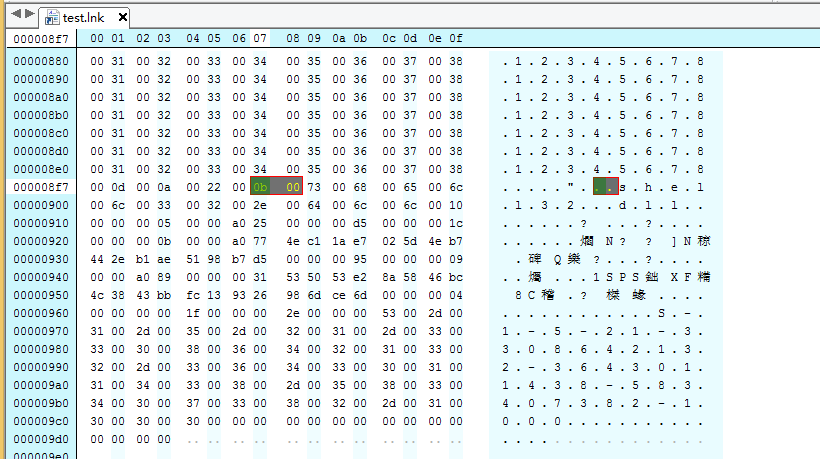 test.lnk
000008f7 00 01 02 03 04 05 06 07 08 09 0a 0b 0c 0d 0e 0f
00000880 00 31 00 32 00 33 00 34 00 35 00 36 00 37 00 38 .1.2.3.4.5.6.7.8
00000890 00 31 00 32 00 33 00 34 00 35 00 36 00 37 00 38 .1.2.3.4.5.6.7.8
000008a0 00 31 00 32 00 33 00 34 00 35 00 36 00 37 00 38 .1.2.3.4.5.6.7.8
000008b0 00 31 00 32 00 33 00 34 00 35 00 36 00 37 00 38 .1.2.3.4.5.6.7.8
000008c0 00 31 00 32 00 33 00 34 00 35 00 36 00 37 00 38 .1.2.3.4.5.6.7.8
000008d0 00 31 00 32 00 33 00 34 00 35 00 36 00 37 00 38 .1.2.3.4.5.6.7.8
000008e0 00 31 00 32 00 33 00 34 00 35 00 36 00 37 00 38 .1.2.3.4.5.6.7.8
000008f7 00 0d 00 0a 00 22 00 0b 00 73 00 68 00 65 00 6c .....".. s.h.e.l
00000900 00 6c 00 33 00 32 00 2e 00 64 00 6c 00 6c 00 00 .l.3.2...d.l.l..
00000910 00 00 00 05 00 00 a0 25 00 00 00 d5 00 00 00 1c ......? ...?....
00000920 00 00 00 0b 00 00 a0 77 4e c1 1a e7 02 5d 4e b7 ......爛 N? ? ]N稼
00000930 44 2e b1 ae 51 98 b7 d5 00 00 00 95 00 00 00 09 .碑 Q樂?...?....
00000940 00 00 a0 89 00 00 00 31 53 50 53 e2 8a 58 46 bc ..爥...1SPS鈯 XF糒
00000950 4c 38 43 bb fc 13 93 26 98 6d ce 6d 00 00 00 04 8C稽 .? 榤 蝝 ....
00000960 00 00 00 00 1f 00 00 00 2e 00 00 00 53 00 2d 00 ............S.-.
00000970 31 00 2d 00 35 00 2d 00 32 00 31 00 2d 00 33 00 1.-.5.-.2.1.-.3.
00000980 33 00 30 00 38 00 36 00 34 00 32 00 31 00 33 00 3.0.8.6.4.2.1.3.
00000990 32 00 2d 00 33 00 36 00 34 00 33 00 30 00 31 00 2.-.3.6.4.3.0.1.
000009a0 31 00 34 00 33 00 38 00 2d 00 35 00 38 00 33 00 1.4.3.8.-.5.8.3.
000009b0 34 00 30 00 37 00 33 00 38 00 32 00 2d 00 31 00 4.0.7.3.8.2.-.1.
000009c0 30 00 30 00 30 00 00 00 00 00 00 00 00 00 00 00 0.0.0...........
000009d0 00 00 00 00 .. .. .. .. .. .. .. .. .. .. .. .. ................
000009e0